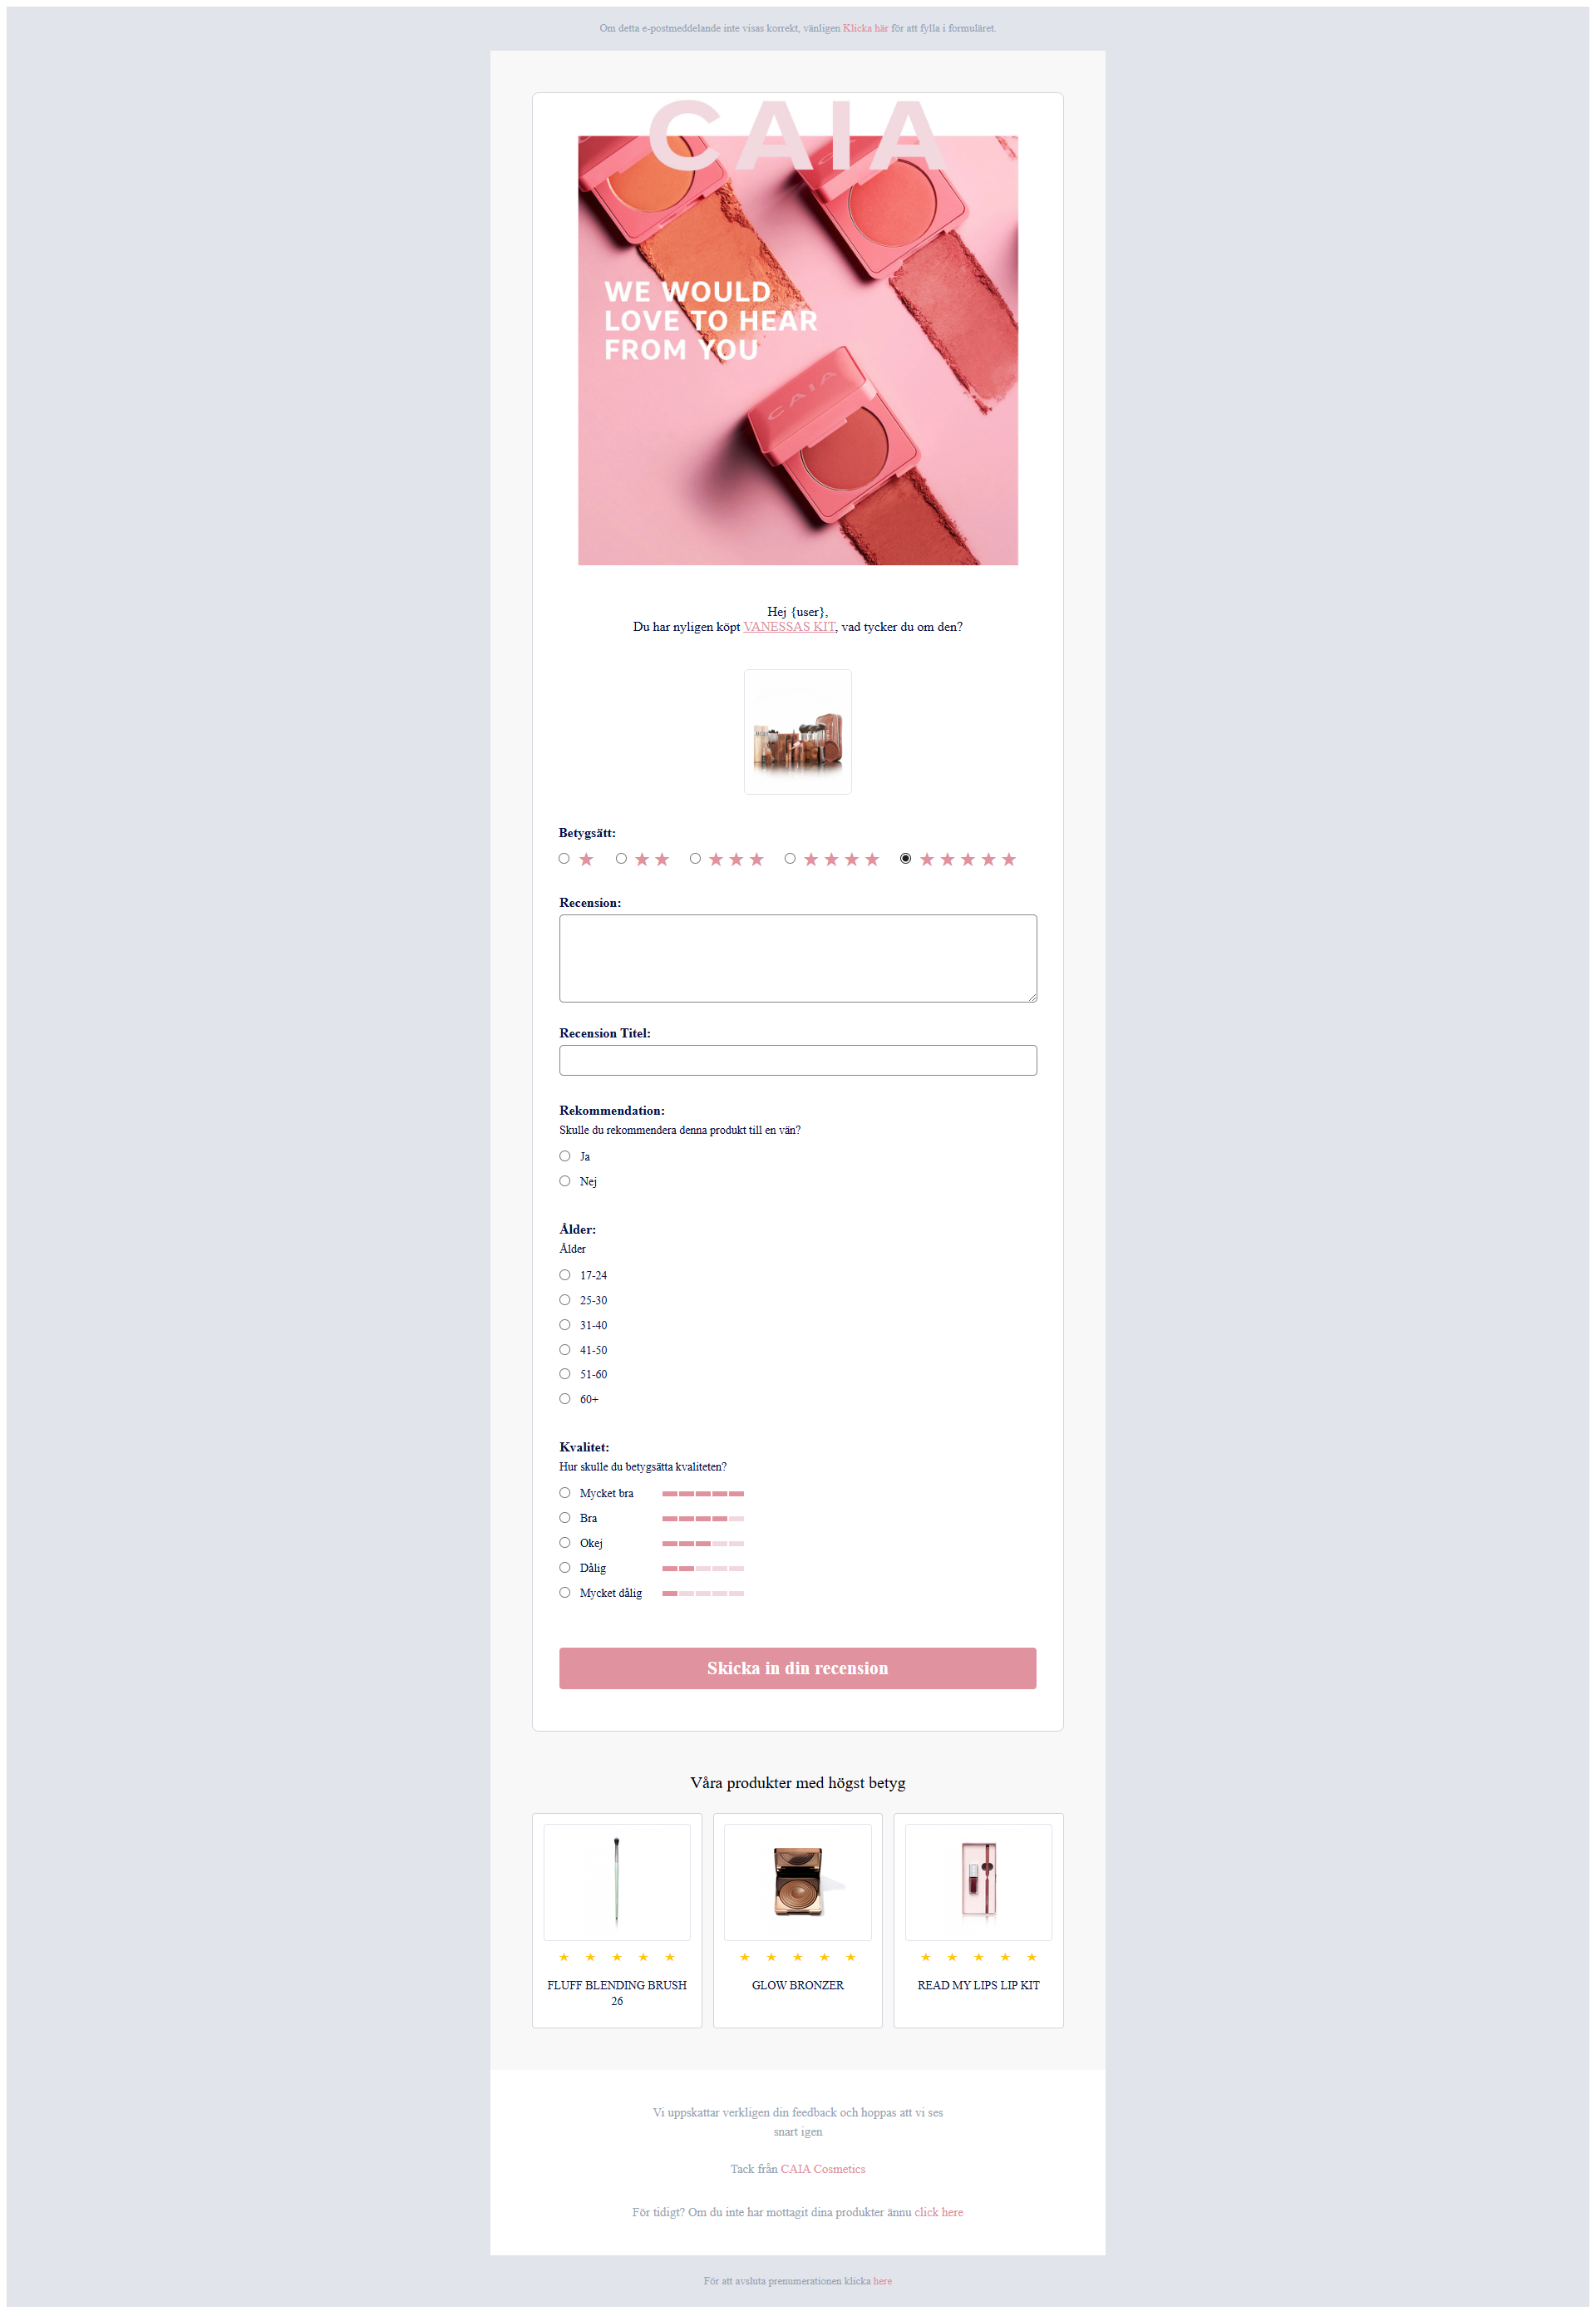 Om detta e-postmeddelande inte visas korrekt, vänligen Klicka här för att fylla i formuläret.
CAIA
WE WOULD
LOVE TO HEAR
FROM YOU
CAIA
Hej {user},
Du har nyligen köpt VANESSAS KIT, vad tycker du om den?
Betygsätt:
Recension:
Recension Titel:
Rekommendation:
Skulle du rekommendera denna produkt till en vän?
Ja
Nej
Ålder:
Ålder
17-24
25-30
31-40
41-50
51-60
60+
Kvalitet:
Hur skulle du betygsätta kvaliteten?
Mycket bra
Bra
Okej
Dålig
Mycket dålig
Skicka in din recension
Våra produkter med högst betyg
FLUFF BLENDING BRUSH
26
GLOW BRONZER
READ MY LIPS LIP KIT
Vi uppskattar verkligen din feedback och hoppas att vi ses
snart igen
Tack från CAIA Cosmetics
För tidigt? Om du inte har mottagit dina produkter ännu click here
För att avsluta prenumerationen klicka here